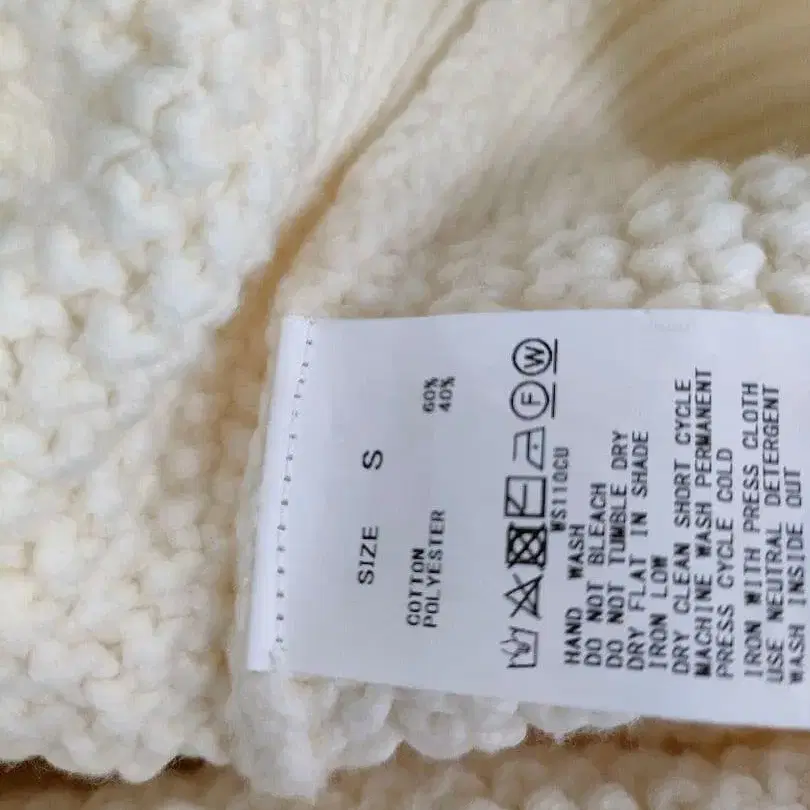 SIZE S
COTTON 60%
POLYESTER 40%
F W
WS110CU
HAND WASH
DO NOT BLEACH
DO NOT TUMBLE DRY
DRY FLAT IN SHADE
IRON LOW
DRY CLEAN SHORT CYCLE
MACHINE WASH PERMANENT
PRESS CYCLE COLD
IRON WITH PRESS CLOTH
USE NEUTRAL DETERGENT
WASH INSIDE OUT